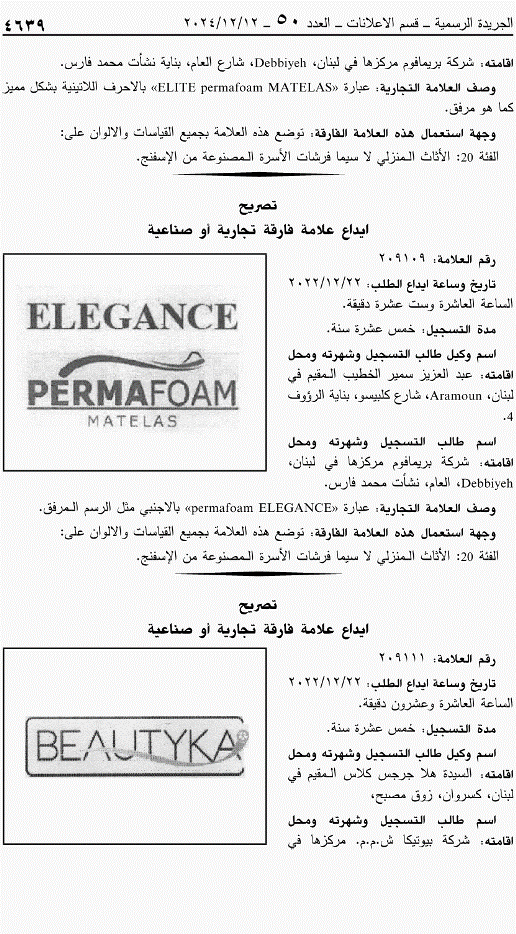 الجريدة الرسمية ـ قسم الاعلانات ـ العدد ٥٠ ـ ٢٠٢٤/١٢/١٢
٤٦٣٩
اقامته: شركة بريمافوم مركزها في لبنان، Debbiyeh، شارع العام، بناية نشأت محمد فارس.
وصف العلامة التجارية: عبارة «ELITE permafoam MATELAS» بالاحرف اللاتينية بشكل مميز
كما هو مرفق.
وجهة استعمال هذه العلامة الفارقة: توضع هذه العلامة بجميع القياسات والالوان على:
الفئة 20: الأثاث المنزلي لا سيما فرشات الأسرة المصنوعة من الإسفنج.
تصريح
ايداع علامة فارقة تجارية أو صناعية
رقم العلامة: ٢٠٩١٠٩
تاريخ وساعة ايداع الطلب: ٢٠٢٢/١٢/٢٢
الساعة العاشرة وست عشرة دقيقة.
مدة التسجيل: خمس عشرة سنة.
اسم وكيل طالب التسجيل وشهرته ومحل
اقامته: عبد العزيز سمير الخطيب المقيم في
لبنان، Aramoun، شارع كلبيسو، بناية الرؤوف
4.
اسم طالب التسجيل وشهرته ومحل
اقامته: شركة بريمافوم مركزها في لبنان،
Debbiyeh، العام، نشأت محمد فارس.
ELEGANCE
PERMAFOAM
MATELAS
وصف العلامة التجارية: عبارة «permafoam ELEGANCE» بالاجنبي مثل الرسم المرفق.
وجهة استعمال هذه العلامة الفارقة: توضع هذه العلامة بجميع القياسات والالوان على:
الفئة 20: الأثاث المنزلي لا سيما فرشات الأسرة المصنوعة من الإسفنج.
تصريح
ايداع علامة فارقة تجارية أو صناعية
رقم العلامة: ٢٠٩١١١
تاريخ وساعة ايداع الطلب: ٢٠٢٢/١٢/٢٢
الساعة العاشرة وعشرون دقيقة.
مدة التسجيل: خمس عشرة سنة.
اسم وكيل طالب التسجيل وشهرته ومحل
اقامته: السيدة هلا جرجس كلاس المقيم في
لبنان، كسروان، زوق مصبح،
اسم طالب التسجيل وشهرته ومحل
اقامته: شركة بيوتيكا ش.م.م. مركزها في
BEAUTYKA